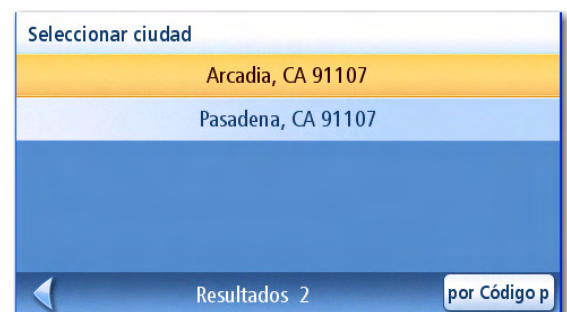 Seleccionar ciudad
Arcadia, CA 91107
Pasadena, CA 91107
Resultados 2
por Código p